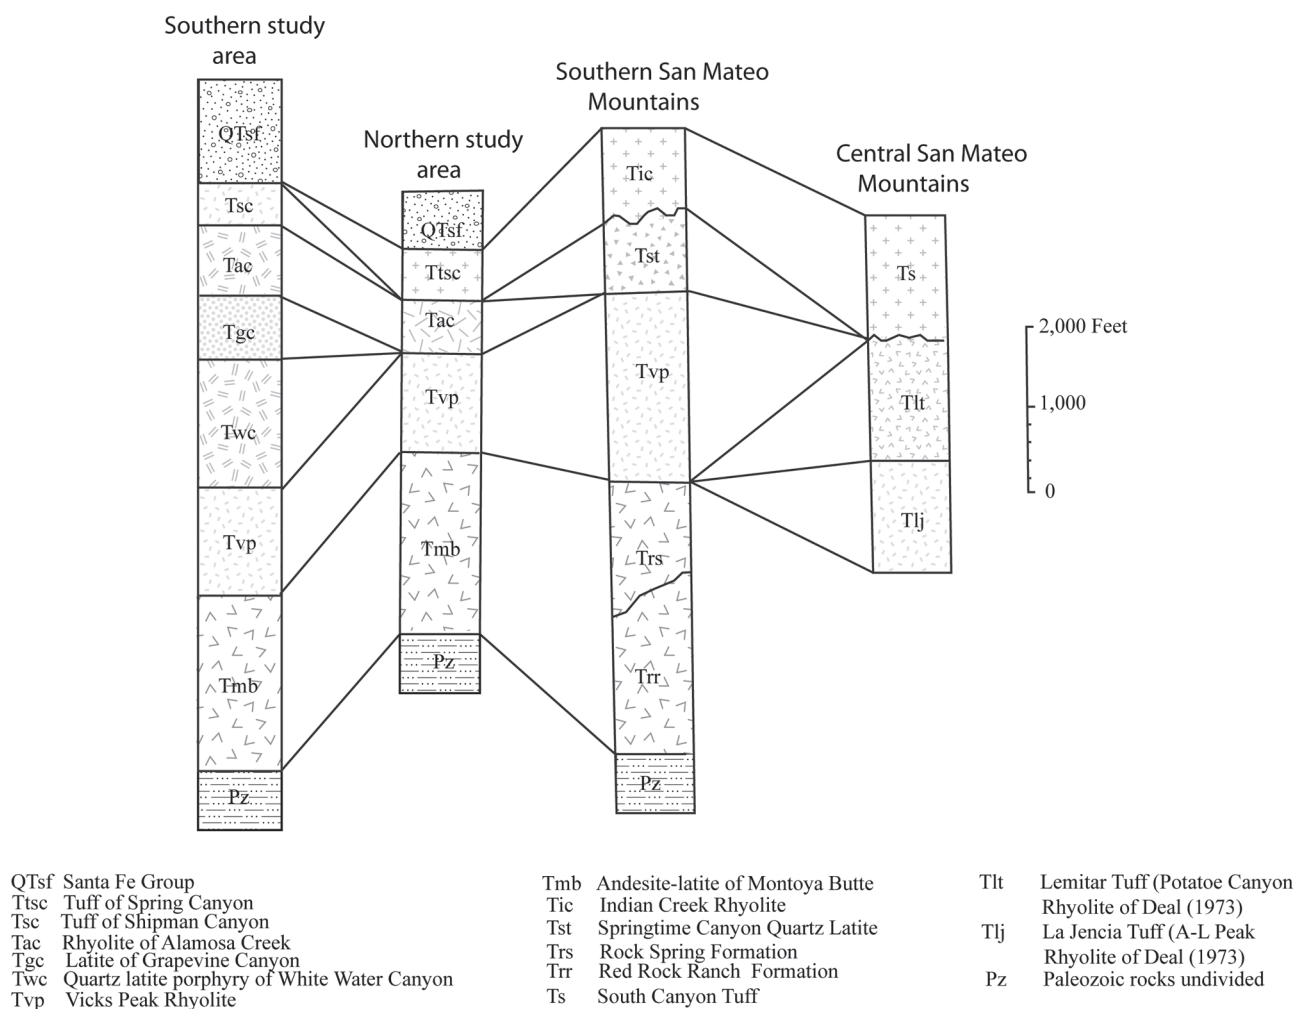 Southern study
area
Northern study
area
Southern San Mateo
Mountains
Central San Mateo
Mountains
QTsf
Tsc
Tac
Tgc
Twc
Tvp
Tmb
Pz
QTsf
Ttsc
Tac
Tvp
Tmb
Pz
Tic
Tst
Tvp
Trs
Trr
Pz
Ts
Tlt
Tlj
2,000 Feet
1,000
0
QTsf Santa Fe Group
Ttsc Tuff of Spring Canyon
Tsc Tuff of Shipman Canyon
Tac Rhyolite of Alamosa Creek
Tgc Latite of Grapevine Canyon
Twc Quartz latite porphyry of White Water Canyon
Tvp Vicks Peak Rhyolite
Tmb Andesite-latite of Montoya Butte
Tic Indian Creek Rhyolite
Tst Springtime Canyon Quartz Latite
Trs Rock Spring Formation
Trr Red Rock Ranch Formation
Ts South Canyon Tuff
Tlt Lemitar Tuff (Potatoe Canyon
Rhyolite of Deal (1973)
Tlj La Jencia Tuff (A-L Peak
Rhyolite of Deal (1973)
Pz Paleozoic rocks undivided